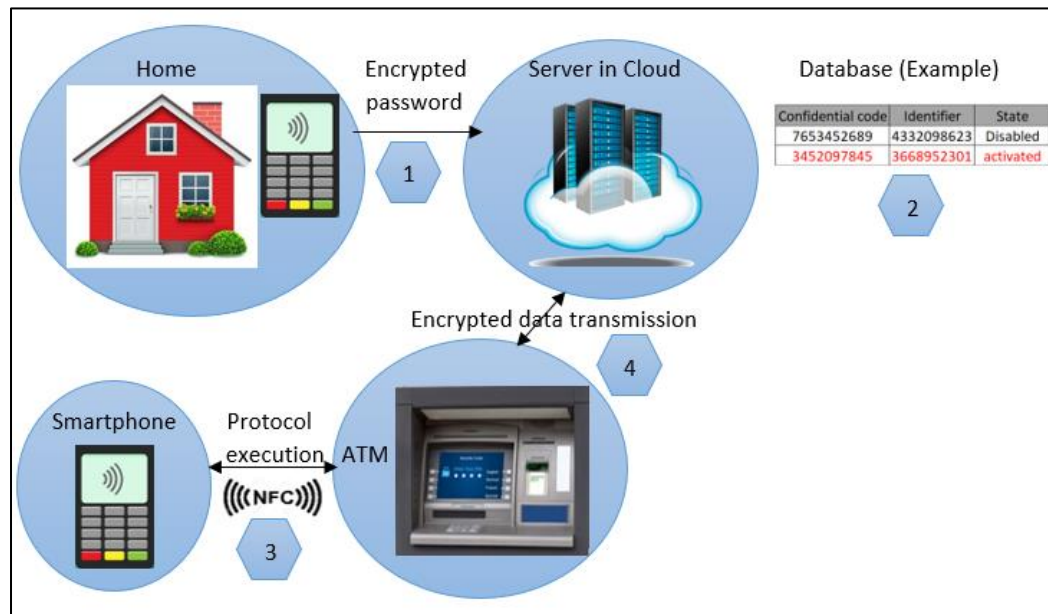 Home
Encrypted
password
1
Server in Cloud
Database (Example)
Confidential code Identifier State
7653452689 4332098623 Disabled
3452097845 3668952301 activated
2
Encrypted data transmission
4
Smartphone
Protocol
execution
NFC
3
ATM